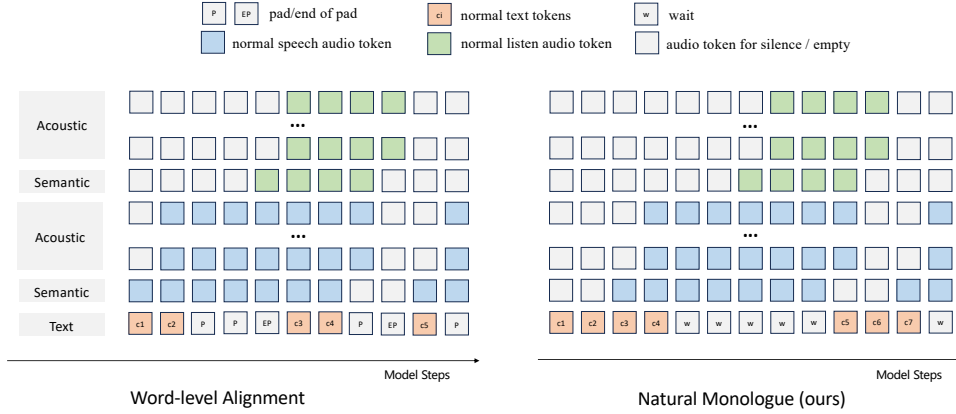 P EP pad/end of pad ci normal text tokens w wait
normal speech audio token normal listen audio token audio token for silence / empty
Acoustic
...
Semantic
Acoustic
...
Semantic
Text c1 c2 P P EP c3 c4 P EP c5 P
Model Steps
Word-level Alignment
...
...
c1 c2 c3 c4 w w w w w c5 c6 c7 w
Model Steps
Natural Monologue (ours)